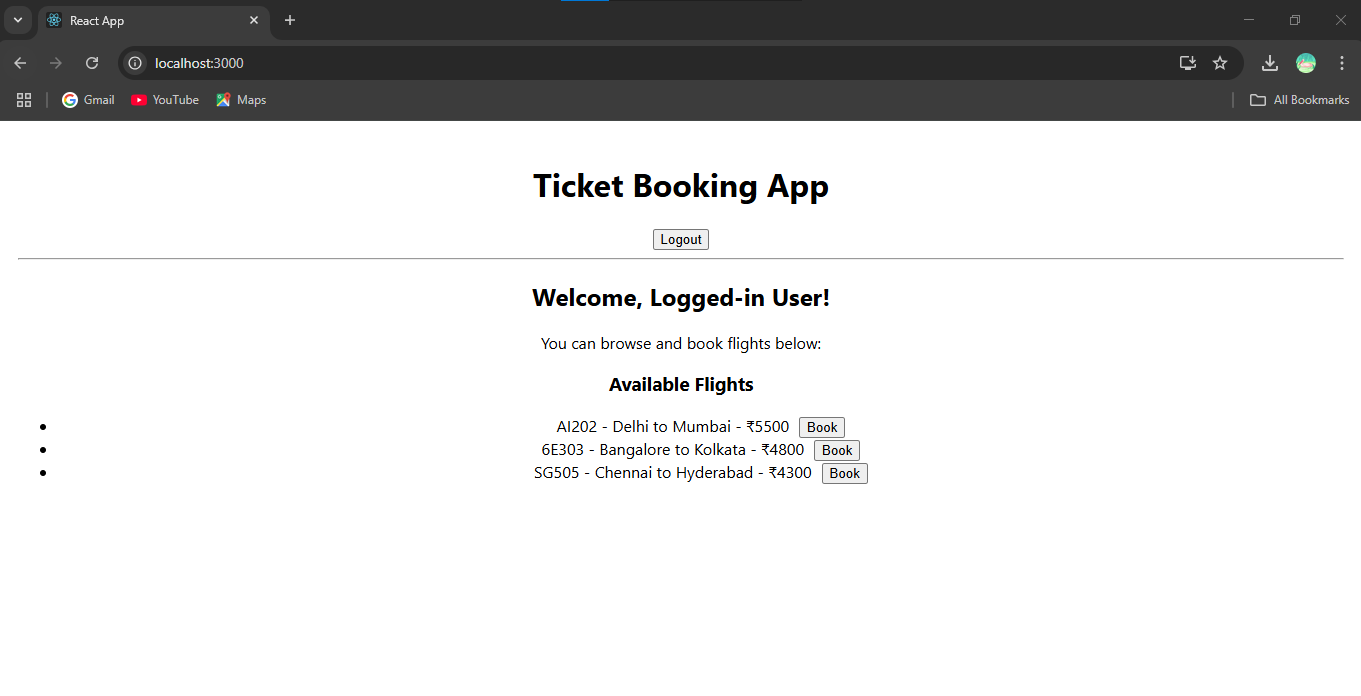 React App
localhost:3000
Gmail YouTube Maps All Bookmarks
Ticket Booking App
Logout
Welcome, Logged-in User!
You can browse and book flights below:
Available Flights
AI202 - Delhi to Mumbai - ₹5500 Book
6E303 - Bangalore to Kolkata - ₹4800 Book
SG505 - Chennai to Hyderabad - ₹4300 Book